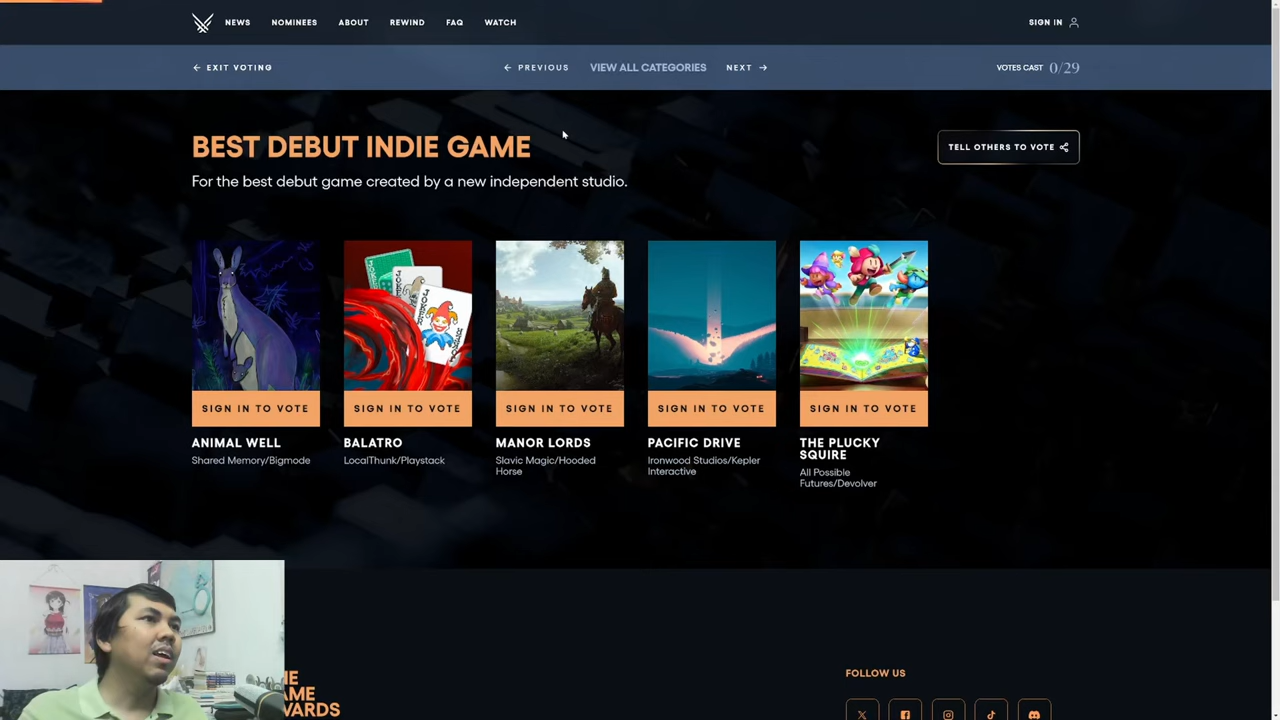 NEWS NOMINEES ABOUT REWIND FAQ WATCH SIGN IN
EXIT VOTING PREVIOUS VIEW ALL CATEGORIES NEXT VOTES CAST 0/29
BEST DEBUT INDIE GAME
TELL OTHERS TO VOTE
For the best debut game created by a new independent studio.
JOKER
JOKER
SIGN IN TO VOTE SIGN IN TO VOTE SIGN IN TO VOTE SIGN IN TO VOTE SIGN IN TO VOTE
ANIMAL WELL
Shared Memory/Bigmode
BALATRO
LocalThunk/Playstack
MANOR LORDS
Slavic Magic/Hooded
Horse
PACIFIC DRIVE
Ironwood Studios/Kepler
Interactive
THE PLUCKY
SQUIRE
All Possible
Futures/Devolver
HE
AME
WARDS
FOLLOW US